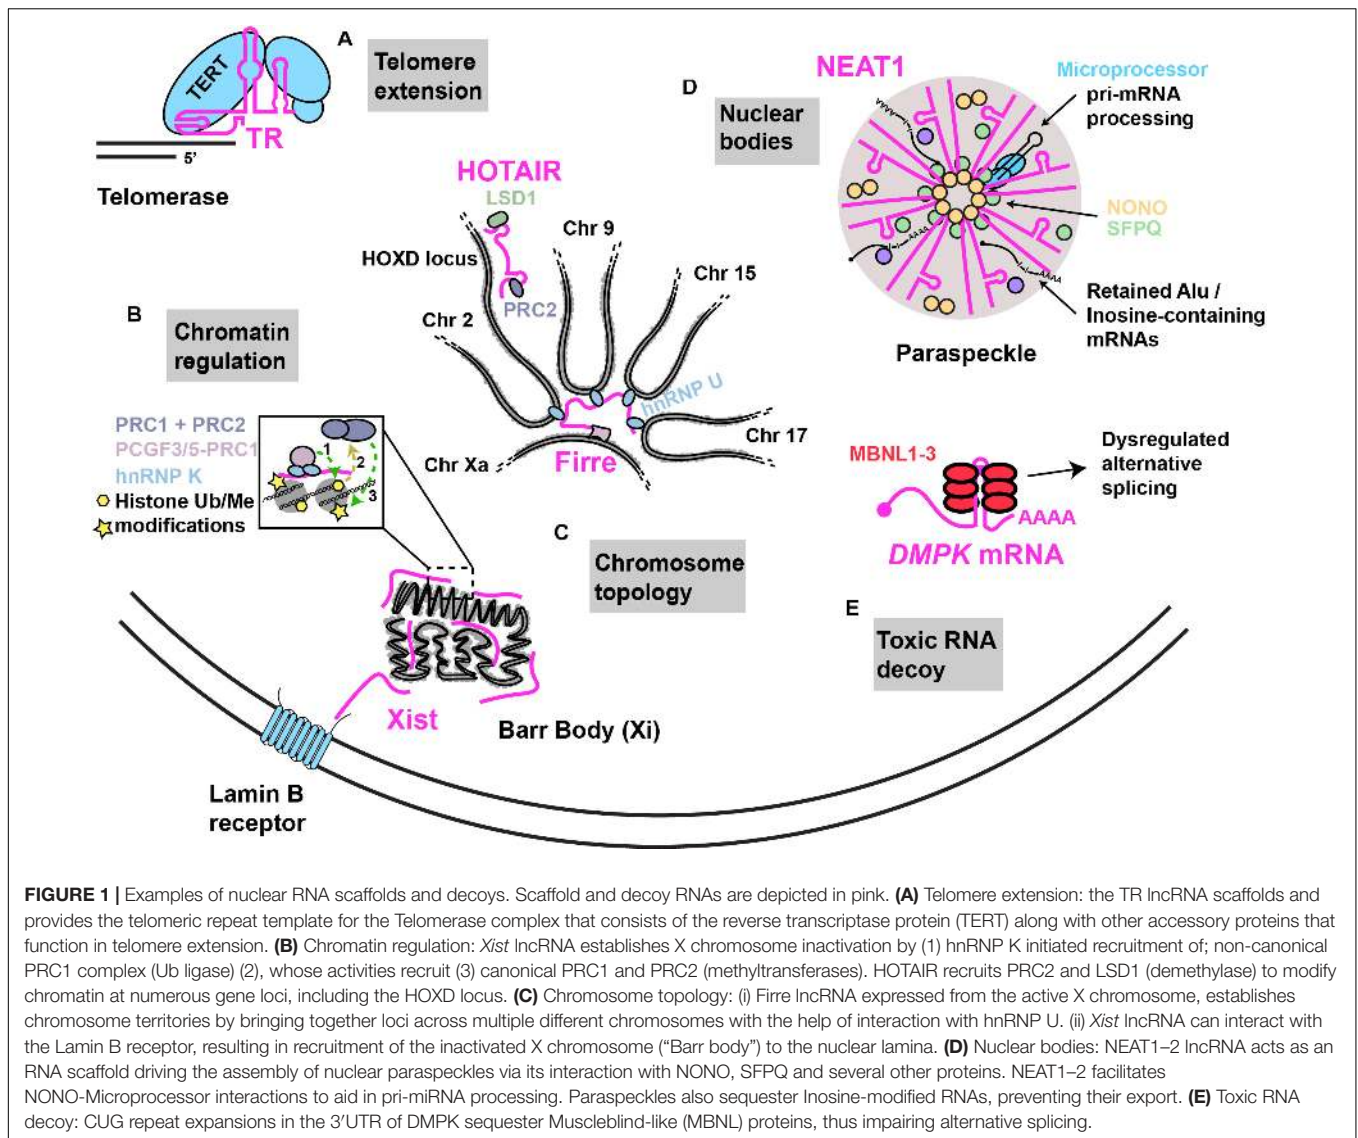 A
Telomere
extension
TERT
TR
5'
Telomerase
HOTAIR
LSD1
HOXD locus
PRC2
Chr 2
Chr 9
Chr 15
hnRNP U
Chr 17
Chr Xa
Firre
B
Chromatin
regulation
PRC1 + PRC2
PCGF3/5-PRC1
hnRNP K
Histone Ub/Me
modifications
1
2
3
C
Chromosome
topology
Xist
Barr Body (Xi)
Lamin B
receptor
D
Nuclear
bodies
NEAT1
Microprocessor
pri-mRNA
processing
NONO
SFPQ
AAAA
AAAA
AAAA
Retained Alu /
Inosine-containing
mRNAs
Paraspeckle
MBNL1-3
Dysregulated
alternative
splicing
AAAA
DMPK mRNA
E
Toxic RNA
decoy
FIGURE 1 | Examples of nuclear RNA scaffolds and decoys. Scaffold and decoy RNAs are depicted in pink. (A) Telomere extension: the TR lncRNA scaffolds and
provides the telomeric repeat template for the Telomerase complex that consists of the reverse transcriptase protein (TERT) along with other accessory proteins that
function in telomere extension. (B) Chromatin regulation: Xist lncRNA establishes X chromosome inactivation by (1) hnRNP K initiated recruitment of; non-canonical
PRC1 complex (Ub ligase) (2), whose activities recruit (3) canonical PRC1 and PRC2 (methyltransferases). HOTAIR recruits PRC2 and LSD1 (demethylase) to modify
chromatin at numerous gene loci, including the HOXD locus. (C) Chromosome topology: (i) Firre lncRNA expressed from the active X chromosome, establishes
chromosome territories by bringing together loci across multiple different chromosomes with the help of interaction with hnRNP U. (ii) Xist lncRNA can interact with
the Lamin B receptor, resulting in recruitment of the inactivated X chromosome (“Barr body”) to the nuclear lamina. (D) Nuclear bodies: NEAT1–2 lncRNA acts as an
RNA scaffold driving the assembly of nuclear paraspeckles via its interaction with NONO, SFPQ and several other proteins. NEAT1–2 facilitates
NONO-Microprocessor interactions to aid in pri-miRNA processing. Paraspeckles also sequester Inosine-modified RNAs, preventing their export. (E) Toxic RNA
decoy: CUG repeat expansions in the 3′UTR of DMPK sequester Muscleblind-like (MBNL) proteins, thus impairing alternative splicing.